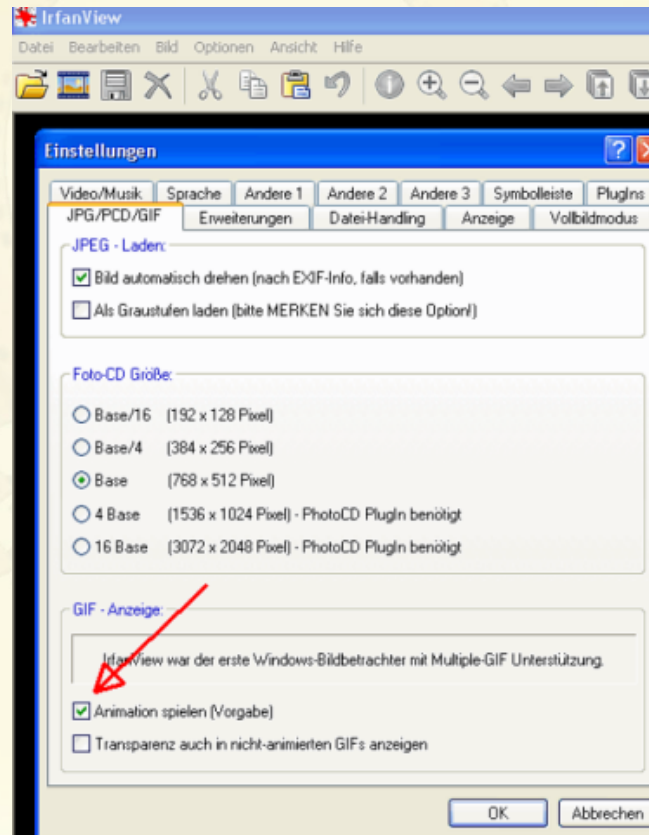 IrfanView
Datei Bearbeiten Bild Optionen Ansicht Hilfe
Einstellungen
Video/Musik Sprache Andere 1 Andere 2 Andere 3 Symbolleiste PlugIns
JPG/PCD/GIF Erweiterungen Datei-Handling Anzeige Vollbildmodus
JPEG - Laden:
Bild automatisch drehen (nach EXIF-Info, falls vorhanden)
Als Graustufen laden (bitte MERKEN Sie sich diese Option!)
Foto-CD Größe:
Base/16 (192 x 128 Pixel)
Base/4 (384 x 256 Pixel)
Base (768 x 512 Pixel)
4 Base (1536 x 1024 Pixel) - PhotoCD PlugIn benötigt
16 Base (3072 x 2048 Pixel) - PhotoCD PlugIn benötigt
GIF - Anzeige:
IrfanView war der erste Windows-Bildbetrachter mit Multiple-GIF Unterstützung.
Animation spielen (Vorgabe)
Transparenz auch in nicht-animierten GIFs anzeigen
OK Abbrechen